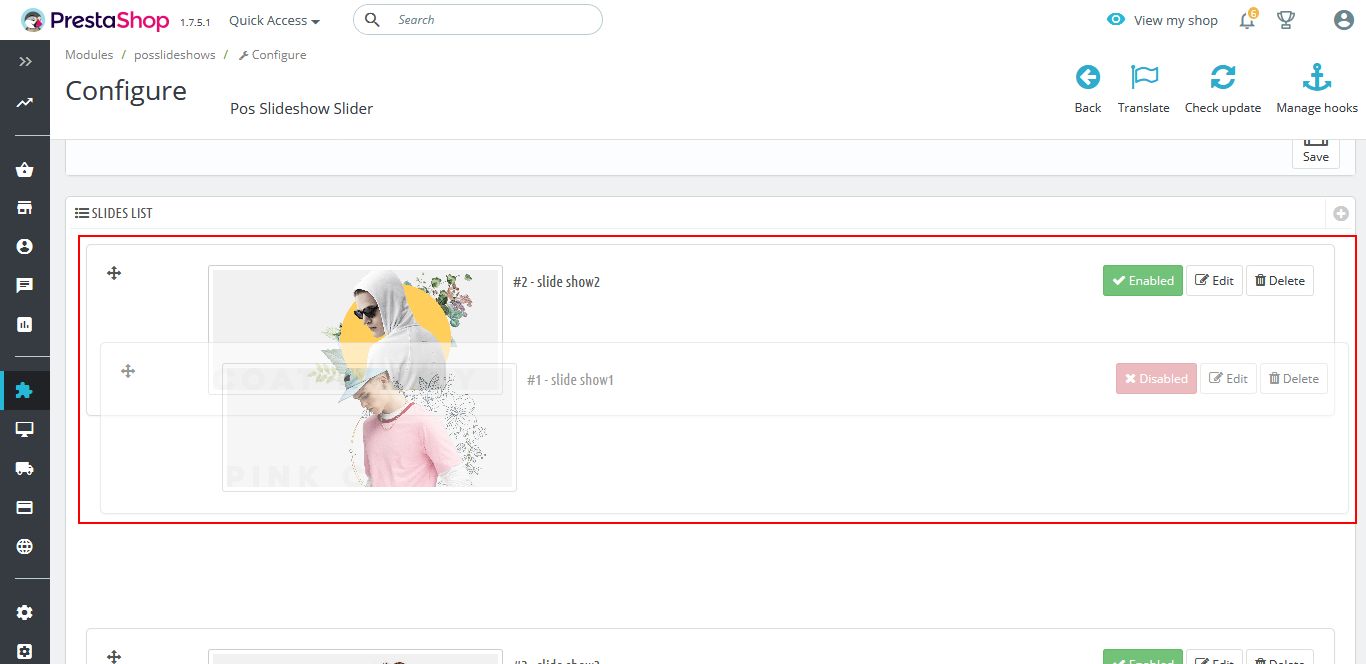 PrestaShop 1.7.5.1 Quick Access Search View my shop 6
Modules / posslideshows / Configure
Configure
Pos Slideshow Slider
Back Translate Check update Manage hooks
Save
SLIDES LIST
#2 - slide show2 Enabled Edit Delete
COAT
#1 - slide show1 Disabled Edit Delete
PINK
Enabled Edit Delete